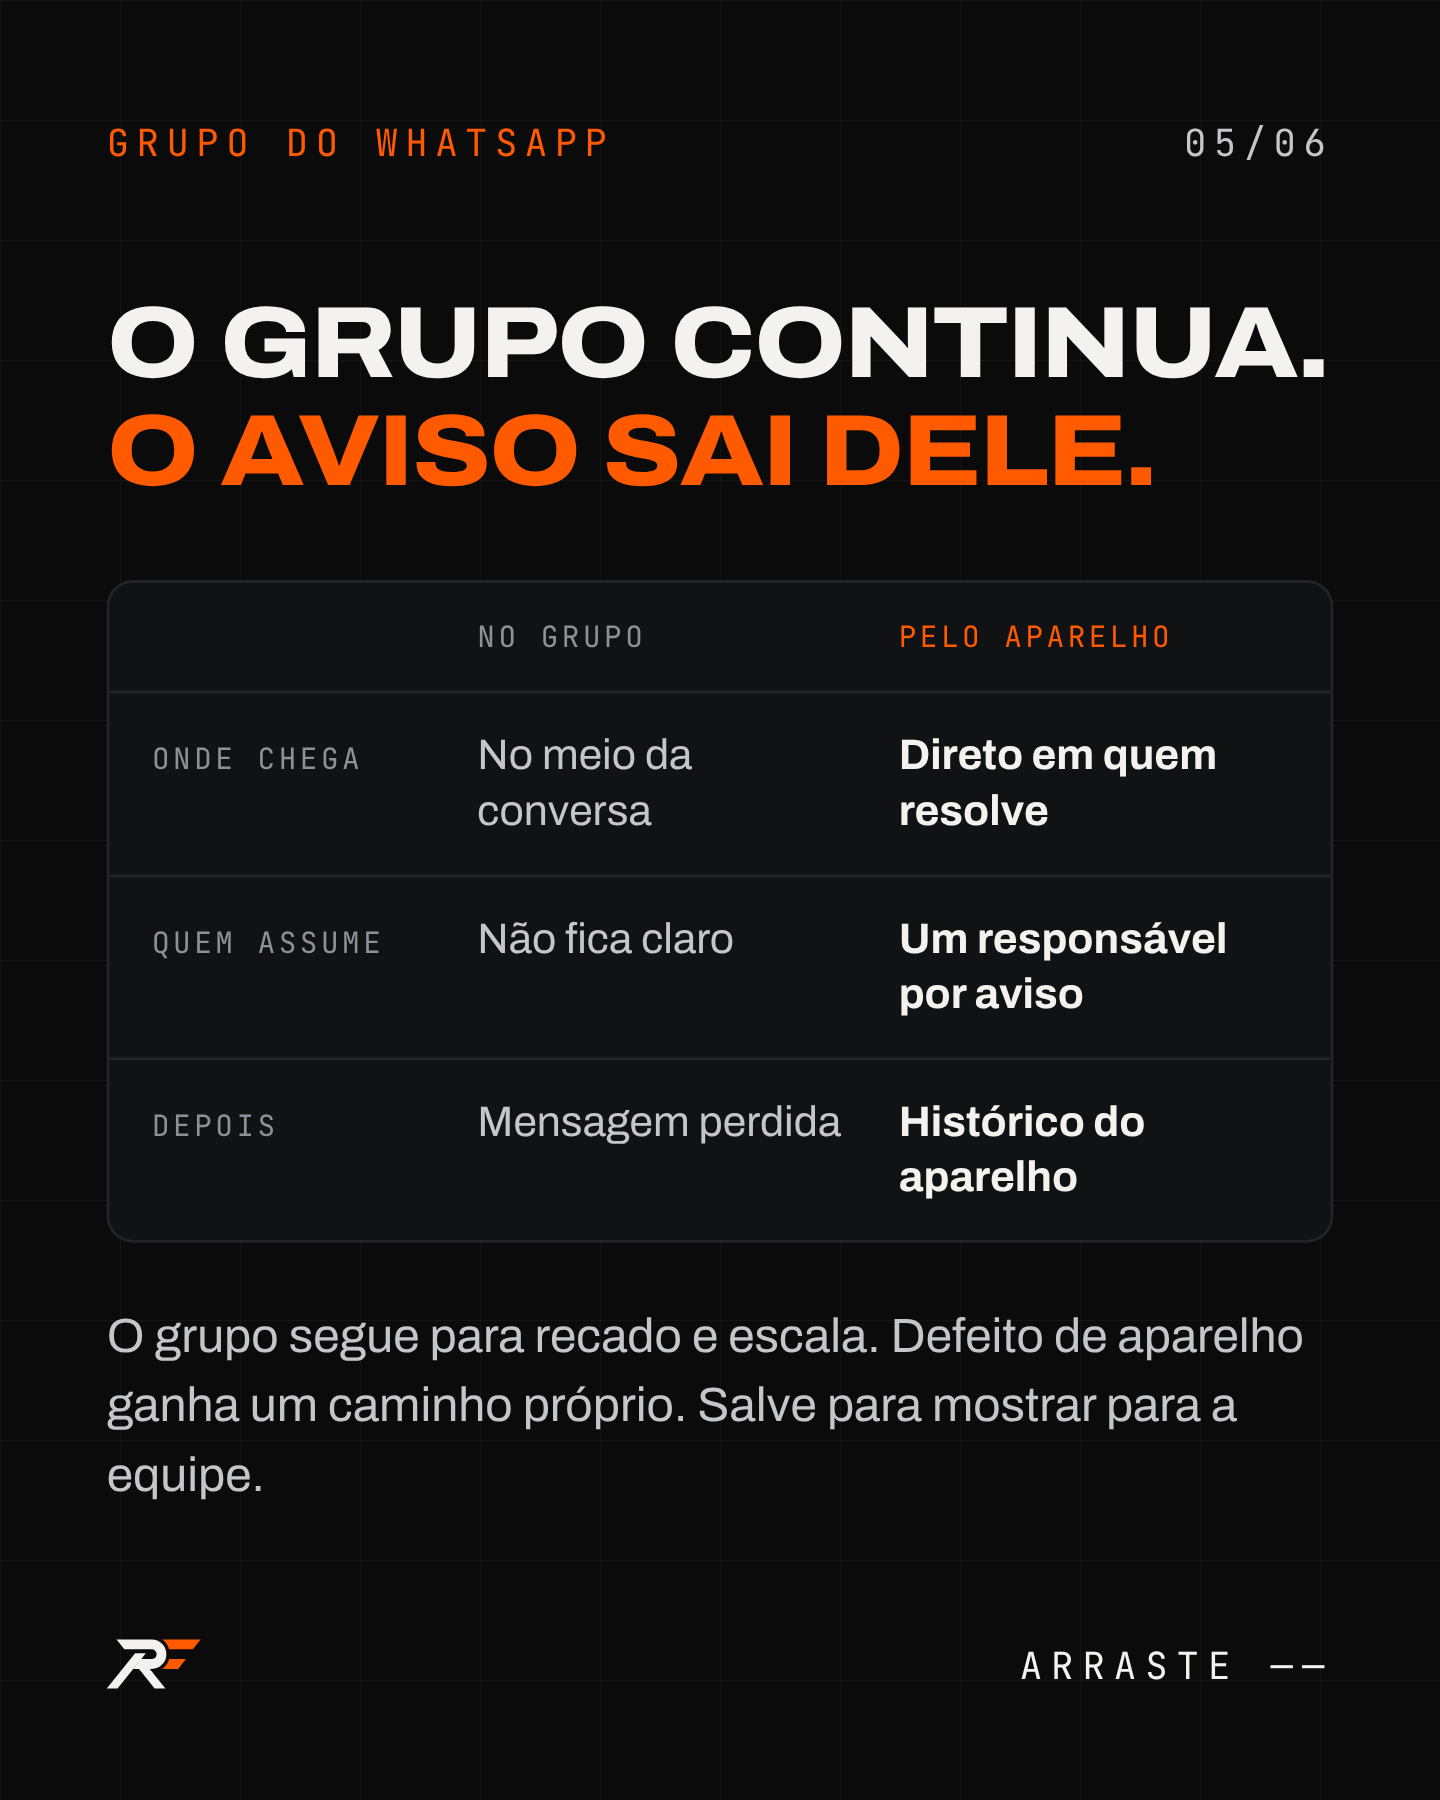 GRUPO DO WHATSAPP
05/06
O GRUPO CONTINUA.
O AVISO SAI DELE.
NO GRUPO
PELO APARELHO
ONDE CHEGA
No meio da
conversa
Direto em quem
resolve
QUEM ASSUME
Não fica claro
Um responsável
por aviso
DEPOIS
Mensagem perdida
Histórico do
aparelho
O grupo segue para recado e escala. Defeito de aparelho
ganha um caminho próprio. Salve para mostrar para a
equipe.
RF
ARRASTE ——